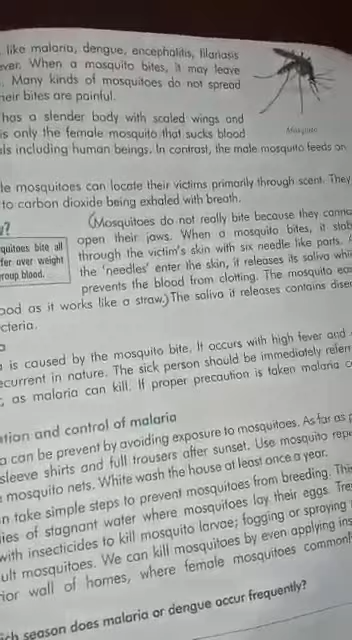 like malaria, dengue, encephalitis, filariasis
ver. When a mosquito bites, it may leave
. Many kinds of mosquitoes do not spread
heir bites are painful.
has a slender body with scaled wings and
is only the female mosquito that sucks blood
Mosquito
als including human beings. In contrast, the male mosquito feeds on
le mosquitoes can locate their victims primarily through scent. They
to carbon dioxide being exhaled with breath.
?
(Mosquitoes do not really bite because they canno
open their jaws. When a mosquito bites, it stab
quitoes bite all
fer over weight
roup blood.
through the victim's skin with six needle like parts.
the 'needles' enter the skin, it releases its saliva whi
prevents the blood from clotting. The mosquito
ood as it works like a straw.) The saliva it releases contains disea
cteria.
is caused by the mosquito bite. It occurs with high fever and
ecurrent in nature. The sick person should be immediately referr
, as malaria can kill. If proper precaution is taken malaria c
tion and control of malaria
a can be prevent by avoiding exposure to mosquitoes. As far as p
sleeve shirts and full trousers after sunset. Use mosquito repe
mosquito nets. White wash the house at least once a year.
n take simple steps to prevent mosquitoes from breeding. This
ies of stagnant water where mosquitoes lay their eggs. Trea
with insecticides to kill mosquito larvae; fogging or spraying
ult mosquitoes. We can kill mosquitoes by even applying ins
ior wall of homes, where female mosquitoes commonl
ich season does malaria or dengue occur frequently?